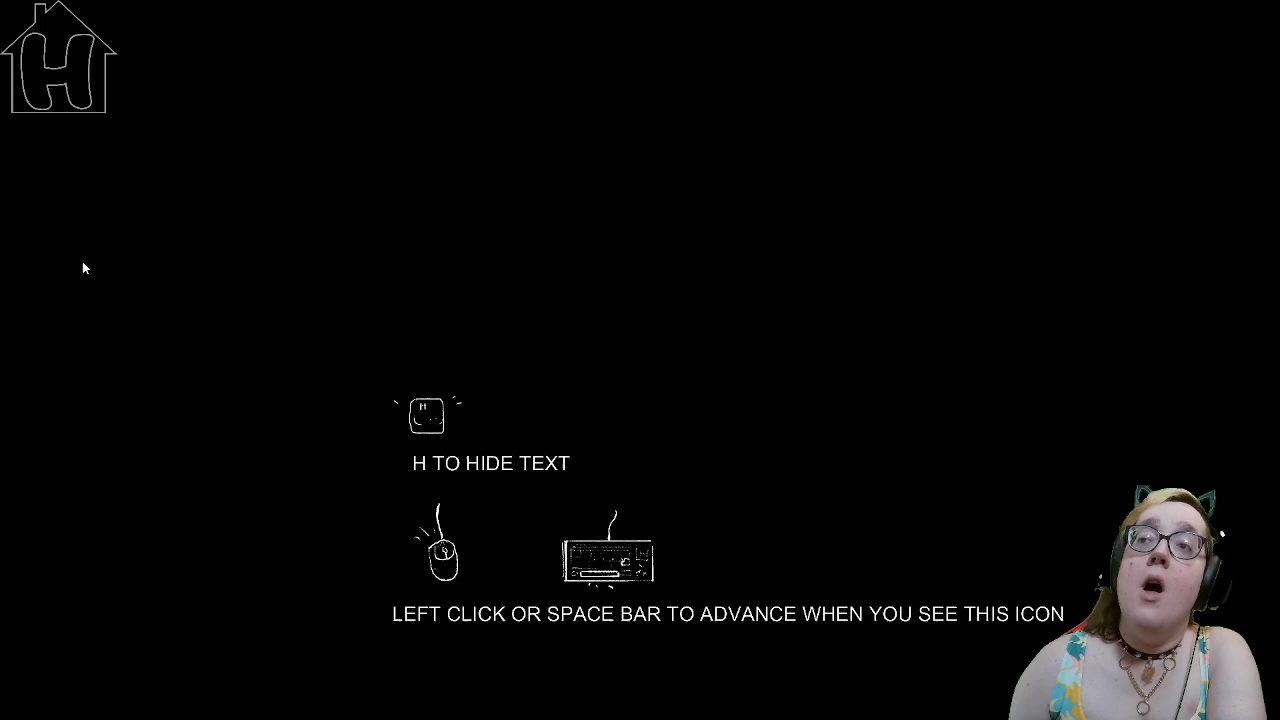 H
H
H TO HIDE TEXT
LEFT CLICK OR SPACE BAR TO ADVANCE WHEN YOU SEE THIS ICON